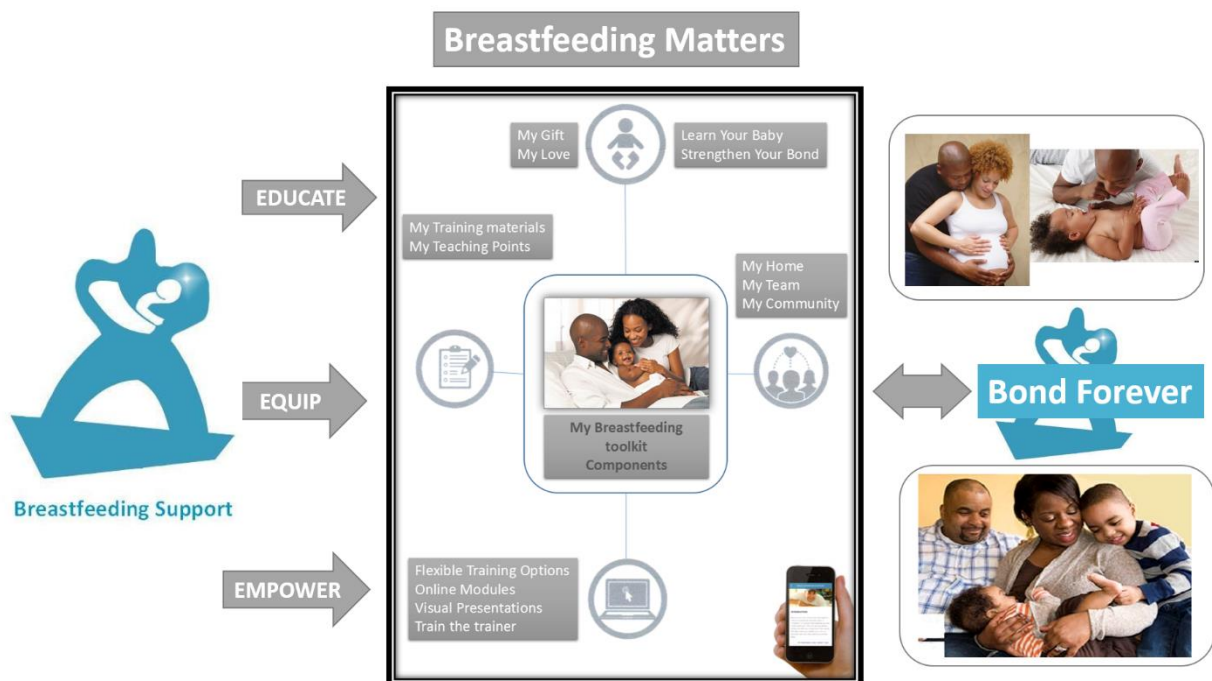 Breastfeeding Matters
EDUCATE
EQUIP
EMPOWER
Breastfeeding Support
My Gift
My Love
Learn Your Baby
Strengthen Your Bond
My Training materials
My Teaching Points
My Home
My Team
My Community
My Breastfeeding
toolkit
Components
Flexible Training Options
Online Modules
Visual Presentations
Train the trainer
Bond Forever